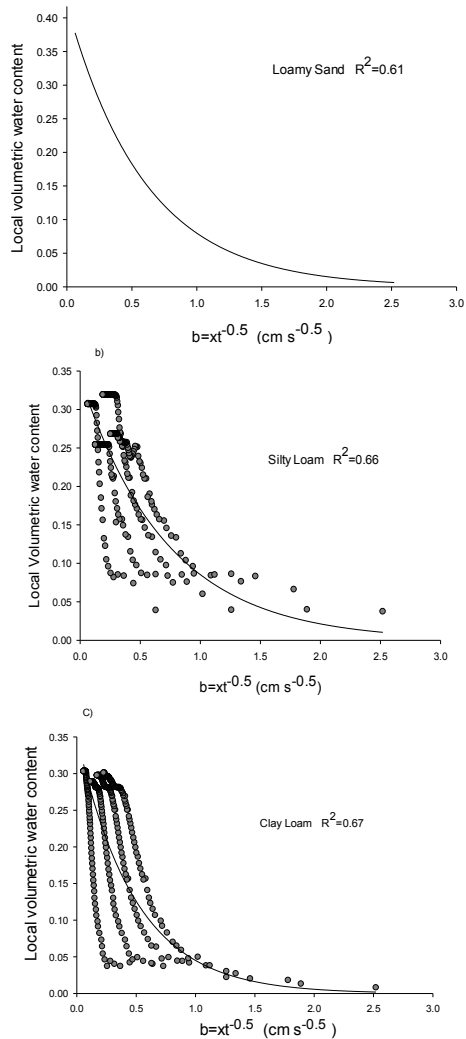 0.40
0.35
0.30
0.25
0.20
0.15
0.10
0.05
0.00
Local volumetric water content
Loamy Sand R²=0.61
0.0 0.5 1.0 1.5 2.0 2.5 3.0
b=xt^-0.5 (cm s^-0.5)
b)
0.35
0.30
0.25
0.20
0.15
0.10
0.05
0.00
Local Volumetric water content
Silty Loam R²=0.66
0.0 0.5 1.0 1.5 2.0 2.5 3.0
b=xt^-0.5 (cm s^-0.5)
C)
0.35
0.30
0.25
0.20
0.15
0.10
0.05
0.00
Local volumetric water content
Clay Loam R²=0.67
0.0 0.5 1.0 1.5 2.0 2.5 3.0
b=xt^-0.5 (cm s^-0.5)